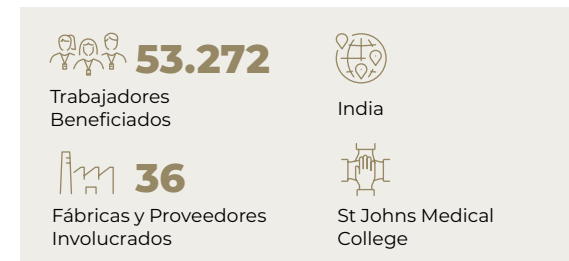 53.272
Trabajadores
Beneficiados
India
36
Fábricas y Proveedores
Involucrados
St Johns Medical
College